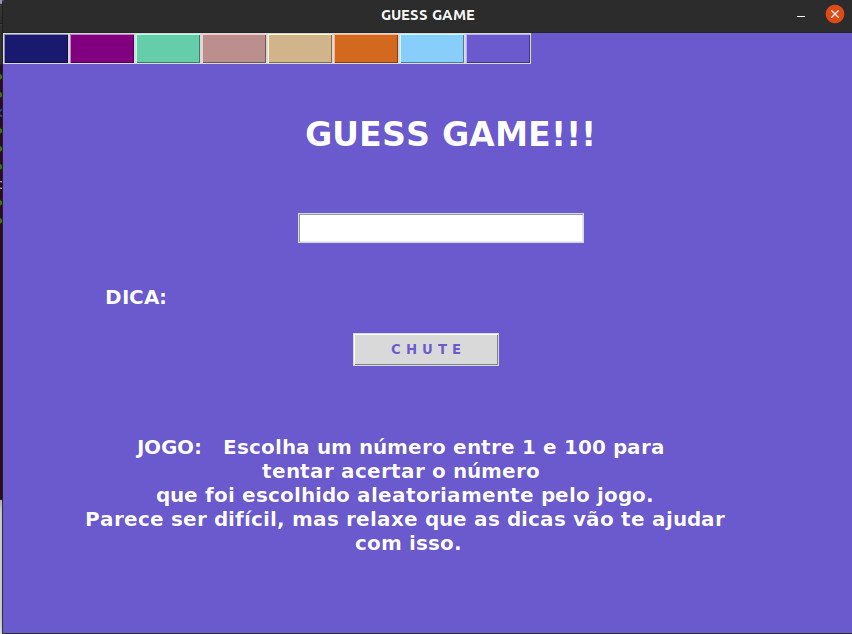 GUESS GAME
GUESS GAME!!!
DICA:
C H U T E
JOGO: Escolha um número entre 1 e 100 para
tentar acertar o número
que foi escolhido aleatoriamente pelo jogo.
Parece ser difícil, mas relaxe que as dicas vão te ajudar
com isso.